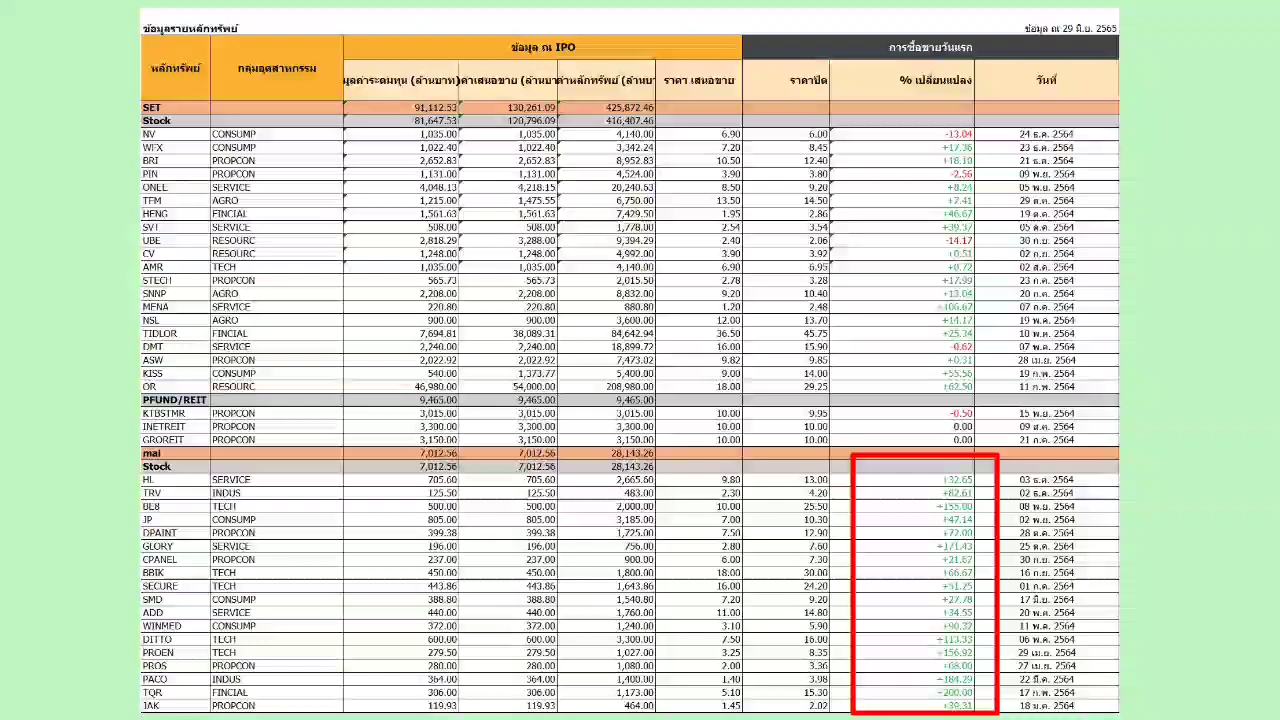 ข้อมูลรายหลักทรัพย์ ข้อมูล ณ 29 มิ.ย. 2565
ข้อมูล ณ IPO การซื้อขายวันแรก
หลักทรัพย์ กลุ่มอุตสาหกรรม มูลค่าระดมทุน (ล้านบาท) ค่าเสนอขาย (ล้านบา ค่าหลักทรัพย์ (ล้านบา ราคา เสนอขาย ราคาปิด % เปลี่ยนแปลง วันที่
SET 91,112.53 130,261.09 425,872.46
Stock 81,647.53 120,796.09 416,407.46
NV CONSUMP 1,035.00 1,035.00 4,140.00 6.90 6.00 -13.04 24 ธ.ค. 2564
WFX CONSUMP 1,022.40 1,022.40 3,342.24 7.20 8.45 +17.36 23 ธ.ค. 2564
BRI PROPCON 2,652.83 2,652.83 8,952.83 10.50 12.40 +18.10 21 ธ.ค. 2564
PIN PROPCON 1,131.00 1,131.00 4,524.00 3.90 3.80 -2.56 09 พ.ย. 2564
ONEE SERVICE 4,048.13 4,218.15 20,240.63 8.50 9.20 +8.24 05 พ.ย. 2564
TFM AGRO 1,215.00 1,475.55 6,750.00 13.50 14.50 +7.41 29 ต.ค. 2564
HENG FINCIAL 1,561.63 1,561.63 7,429.50 1.95 2.86 +46.67 19 ต.ค. 2564
SVT SERVICE 508.00 508.00 1,778.00 2.54 3.54 +39.37 05 ต.ค. 2564
UBE RESOURC 2,818.29 3,288.00 9,394.29 2.40 2.06 -14.17 30 ก.ย. 2564
CV RESOURC 1,248.00 1,248.00 4,992.00 3.90 3.92 +0.51 02 ก.ย. 2564
AMR TECH 1,035.00 1,035.00 4,140.00 6.90 6.95 +0.72 02 ส.ค. 2564
STECH PROPCON 565.73 565.73 2,015.50 2.78 3.28 +17.99 23 ก.ค. 2564
SNNP AGRO 2,208.00 2,208.00 8,832.00 9.20 10.40 +13.04 20 ก.ค. 2564
MENA SERVICE 220.80 220.80 880.80 1.20 2.48 +106.67 07 ก.ค. 2564
NSL AGRO 900.00 900.00 3,600.00 12.00 13.70 +14.17 19 พ.ค. 2564
TIDLOR FINCIAL 7,694.81 38,089.31 84,642.94 36.50 45.75 +25.34 10 พ.ค. 2564
DMT SERVICE 2,240.00 2,240.00 18,899.72 16.00 15.90 -0.62 07 พ.ค. 2564
ASW PROPCON 2,022.92 2,022.92 7,473.02 9.82 9.85 +0.31 28 เม.ย. 2564
KISS CONSUMP 540.00 1,373.77 5,400.00 9.00 14.00 +55.56 19 ก.พ. 2564
OR RESOURC 46,980.00 54,000.00 208,980.00 18.00 29.25 +62.50 11 ก.พ. 2564
PFUND/REIT 9,465.00 9,465.00 9,465.00
KTBSTMR PROPCON 3,015.00 3,015.00 3,015.00 10.00 9.95 -0.50 15 พ.ย. 2564
INETREIT PROPCON 3,300.00 3,300.00 3,300.00 10.00 10.00 0.00 09 ส.ค. 2564
GROREIT PROPCON 3,150.00 3,150.00 3,150.00 10.00 10.00 0.00 21 ก.ค. 2564
mai 7,012.56 7,012.56 28,143.26
Stock 7,012.56 7,012.56 28,143.26
HL SERVICE 705.60 705.60 2,665.60 9.80 13.00 +32.65 03 ธ.ค. 2564
TRV INDUS 125.50 125.50 483.00 2.30 4.20 +82.61 02 ธ.ค. 2564
BE8 TECH 500.00 500.00 2,000.00 10.00 25.50 +155.00 08 พ.ย. 2564
JP CONSUMP 805.00 805.00 3,185.00 7.00 10.30 +47.14 02 พ.ย. 2564
DPAINT PROPCON 399.38 399.38 1,725.00 7.50 12.90 +72.00 28 ต.ค. 2564
GLORY SERVICE 196.00 196.00 756.00 2.80 7.60 +171.43 25 ต.ค. 2564
CPANEL PROPCON 237.00 237.00 900.00 6.00 7.30 +21.67 30 ก.ย. 2564
BBIK TECH 450.00 450.00 1,800.00 18.00 30.00 +66.67 16 ก.ย. 2564
SECURE TECH 443.86 443.86 1,643.86 16.00 24.20 +51.25 01 ก.ค. 2564
SMD CONSUMP 388.80 388.80 1,540.80 7.20 9.20 +27.78 17 มิ.ย. 2564
ADD SERVICE 440.00 440.00 1,760.00 11.00 14.80 +34.55 20 พ.ค. 2564
WINMED CONSUMP 372.00 372.00 1,240.00 3.10 5.90 +90.32 11 พ.ค. 2564
DITTO TECH 600.00 600.00 3,300.00 7.50 16.00 +113.33 06 พ.ค. 2564
PROEN TECH 279.50 279.50 1,027.00 3.25 8.35 +156.92 29 เม.ย. 2564
PROS PROPCON 280.00 280.00 1,080.00 2.00 3.36 +68.00 27 เม.ย. 2564
PACO INDUS 364.00 364.00 1,400.00 1.40 3.98 +184.29 22 มี.ค. 2564
TQR FINCIAL 306.00 306.00 1,173.00 5.10 15.30 +200.00 17 ก.พ. 2564
JAK PROPCON 119.93 119.93 464.00 1.45 2.02 +39.31 18 ม.ค. 2564